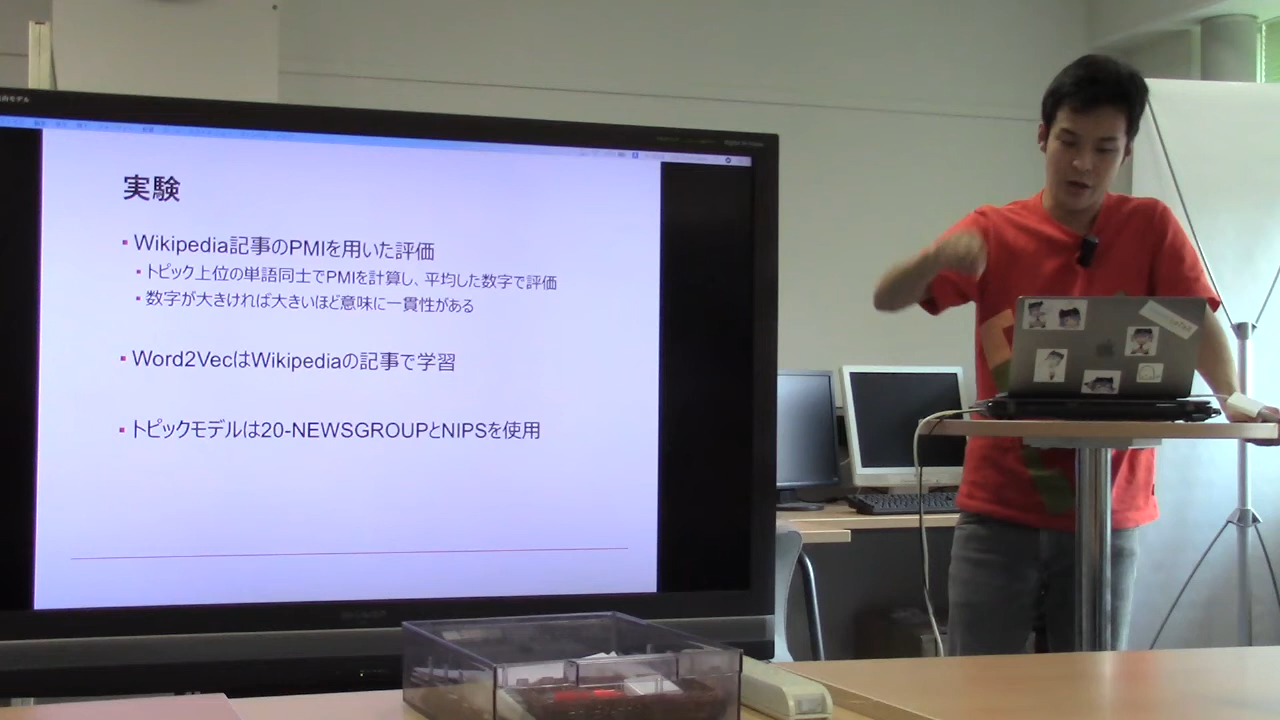 実験
Wikipedia記事のPMIを用いた評価
トピック上位の単語同士でPMIを計算し、平均した数字で評価
数字が大きければ大きいほど意味に一貫性がある
Word2VecはWikipediaの記事で学習
トピックモデルは20-NEWSGROUPとNIPSを使用